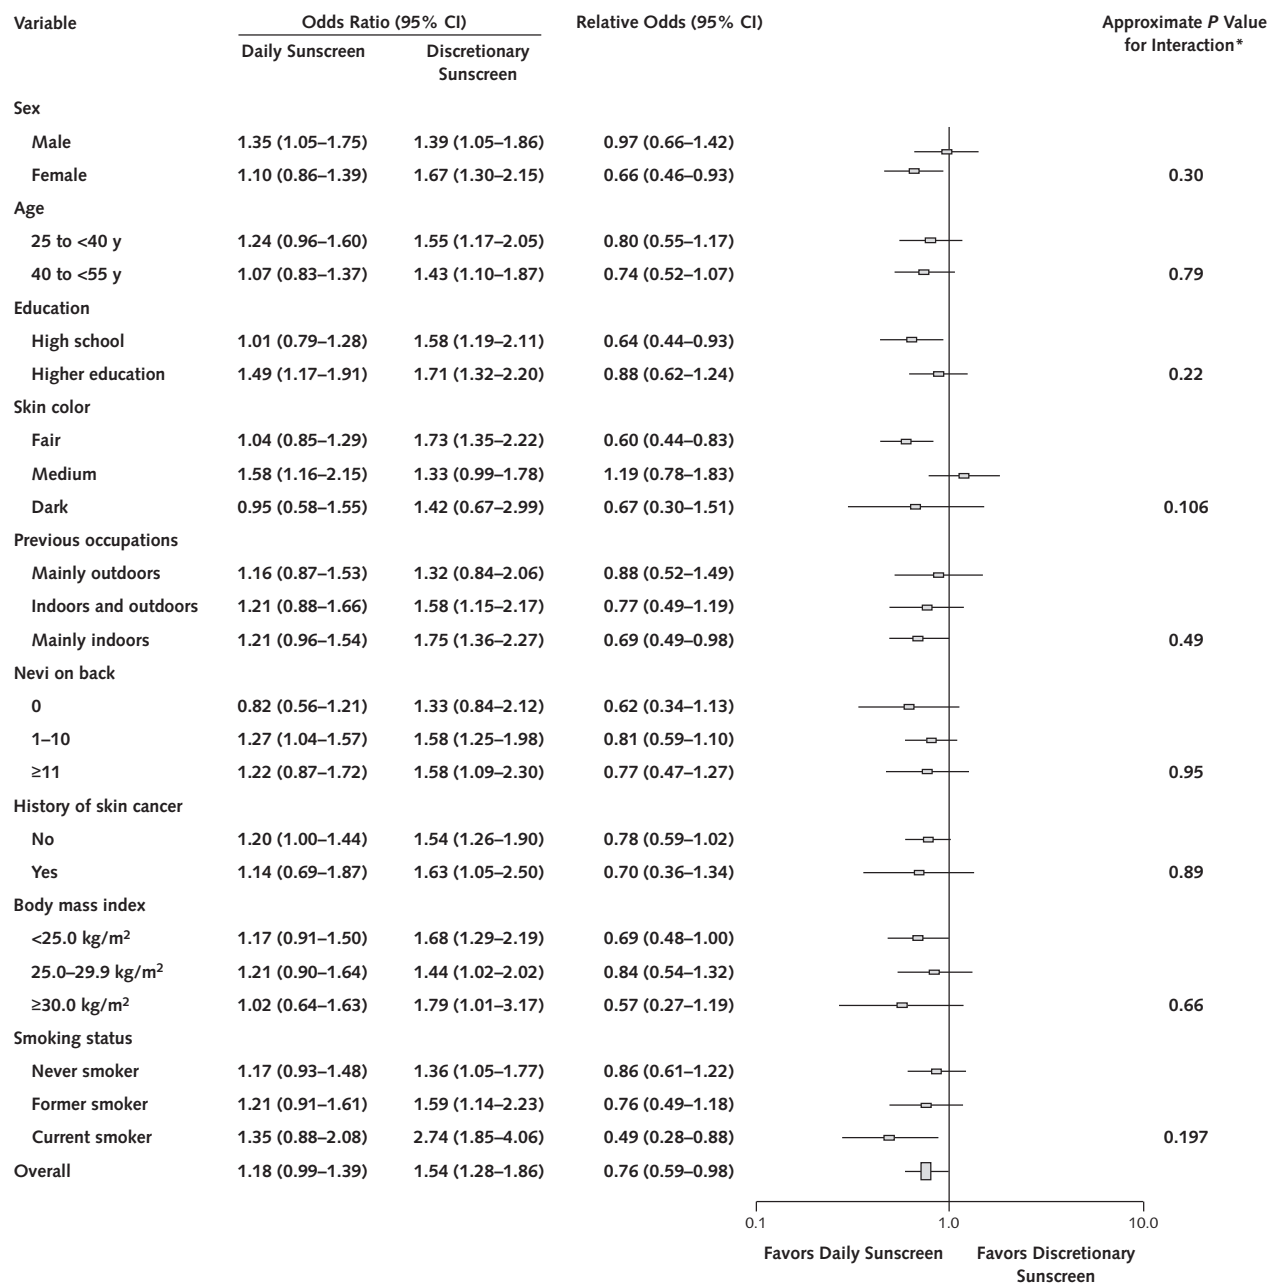 Variable Odds Ratio (95% CI) Relative Odds (95% CI) Approximate P Value
for Interaction*
Daily Sunscreen Discretionary
Sunscreen
Sex
Male 1.35 (1.05–1.75) 1.39 (1.05–1.86) 0.97 (0.66–1.42)
Female 1.10 (0.86–1.39) 1.67 (1.30–2.15) 0.66 (0.46–0.93) 0.30
Age
25 to <40 y 1.24 (0.96–1.60) 1.55 (1.17–2.05) 0.80 (0.55–1.17)
40 to <55 y 1.07 (0.83–1.37) 1.43 (1.10–1.87) 0.74 (0.52–1.07) 0.79
Education
High school 1.01 (0.79–1.28) 1.58 (1.19–2.11) 0.64 (0.44–0.93)
Higher education 1.49 (1.17–1.91) 1.71 (1.32–2.20) 0.88 (0.62–1.24) 0.22
Skin color
Fair 1.04 (0.85–1.29) 1.73 (1.35–2.22) 0.60 (0.44–0.83)
Medium 1.58 (1.16–2.15) 1.33 (0.99–1.78) 1.19 (0.78–1.83)
Dark 0.95 (0.58–1.55) 1.42 (0.67–2.99) 0.67 (0.30–1.51) 0.106
Previous occupations
Mainly outdoors 1.16 (0.87–1.53) 1.32 (0.84–2.06) 0.88 (0.52–1.49)
Indoors and outdoors 1.21 (0.88–1.66) 1.58 (1.15–2.17) 0.77 (0.49–1.19)
Mainly indoors 1.21 (0.96–1.54) 1.75 (1.36–2.27) 0.69 (0.49–0.98) 0.49
Nevi on back
0 0.82 (0.56–1.21) 1.33 (0.84–2.12) 0.62 (0.34–1.13)
1–10 1.27 (1.04–1.57) 1.58 (1.25–1.98) 0.81 (0.59–1.10)
≥11 1.22 (0.87–1.72) 1.58 (1.09–2.30) 0.77 (0.47–1.27) 0.95
History of skin cancer
No 1.20 (1.00–1.44) 1.54 (1.26–1.90) 0.78 (0.59–1.02)
Yes 1.14 (0.69–1.87) 1.63 (1.05–2.50) 0.70 (0.36–1.34) 0.89
Body mass index
<25.0 kg/m² 1.17 (0.91–1.50) 1.68 (1.29–2.19) 0.69 (0.48–1.00)
25.0–29.9 kg/m² 1.21 (0.90–1.64) 1.44 (1.02–2.02) 0.84 (0.54–1.32)
≥30.0 kg/m² 1.02 (0.64–1.63) 1.79 (1.01–3.17) 0.57 (0.27–1.19) 0.66
Smoking status
Never smoker 1.17 (0.93–1.48) 1.36 (1.05–1.77) 0.86 (0.61–1.22)
Former smoker 1.21 (0.91–1.61) 1.59 (1.14–2.23) 0.76 (0.49–1.18)
Current smoker 1.35 (0.88–2.08) 2.74 (1.85–4.06) 0.49 (0.28–0.88) 0.197
Overall 1.18 (0.99–1.39) 1.54 (1.28–1.86) 0.76 (0.59–0.98)
0.1 1.0 10.0
Favors Daily Sunscreen Favors Discretionary
Sunscreen